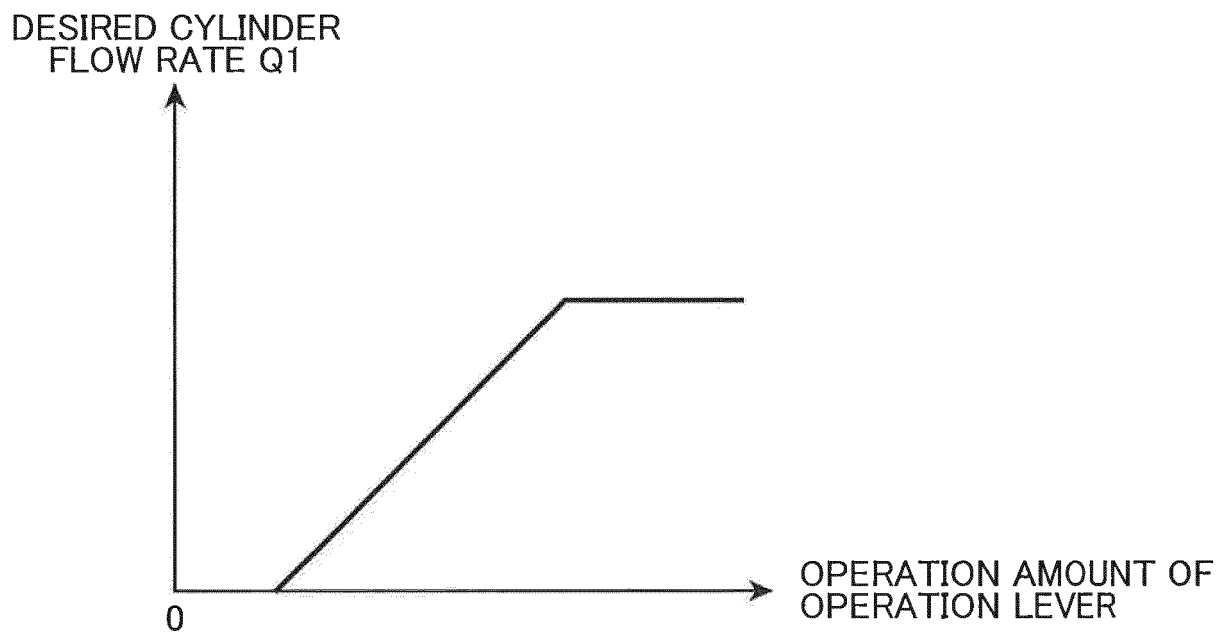 DESIRED CYLINDER
FLOW RATE Q1
0
OPERATION AMOUNT OF
OPERATION LEVER